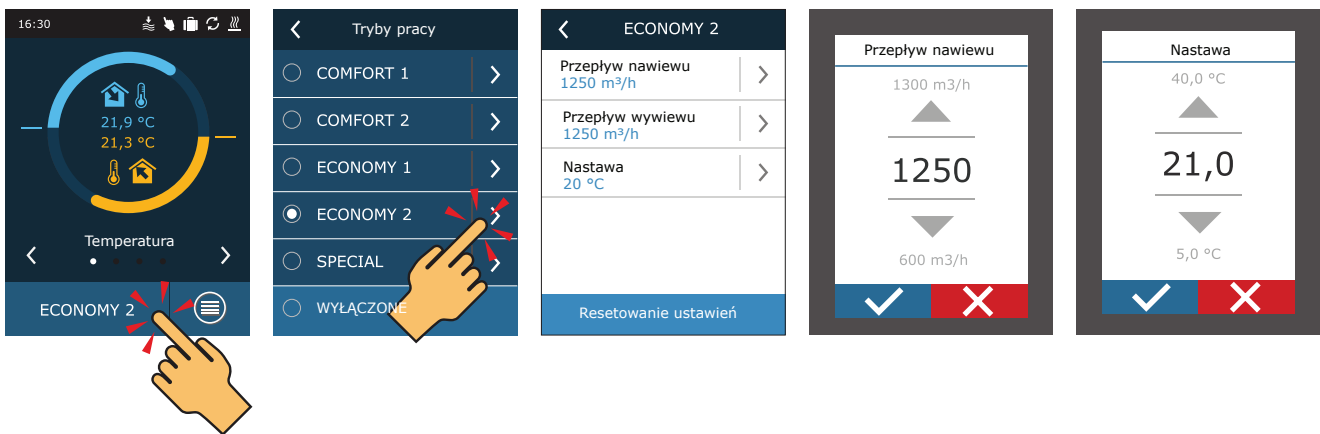 16:30
21,9 °C
21,3 °C
Temperatura
ECONOMY 2
Tryby pracy
COMFORT 1
COMFORT 2
ECONOMY 1
ECONOMY 2
SPECIAL
WYŁĄCZONE
ECONOMY 2
Przepływ nawiewu
1250 m³/h
Przepływ wywiewu
1250 m³/h
Nastawa
20 °C
Resetowanie ustawień
Przepływ nawiewu
1300 m3/h
1250
600 m3/h
Nastawa
40,0 °C
21,0
5,0 °C